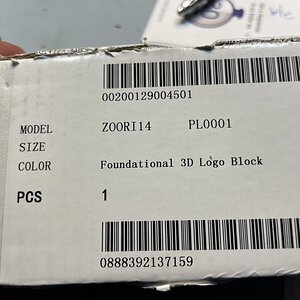 00200129004501
MODEL ZOORI14 PL0001
SIZE
COLOR Foundational 3D Logo Block
PCS 1
0888392137159